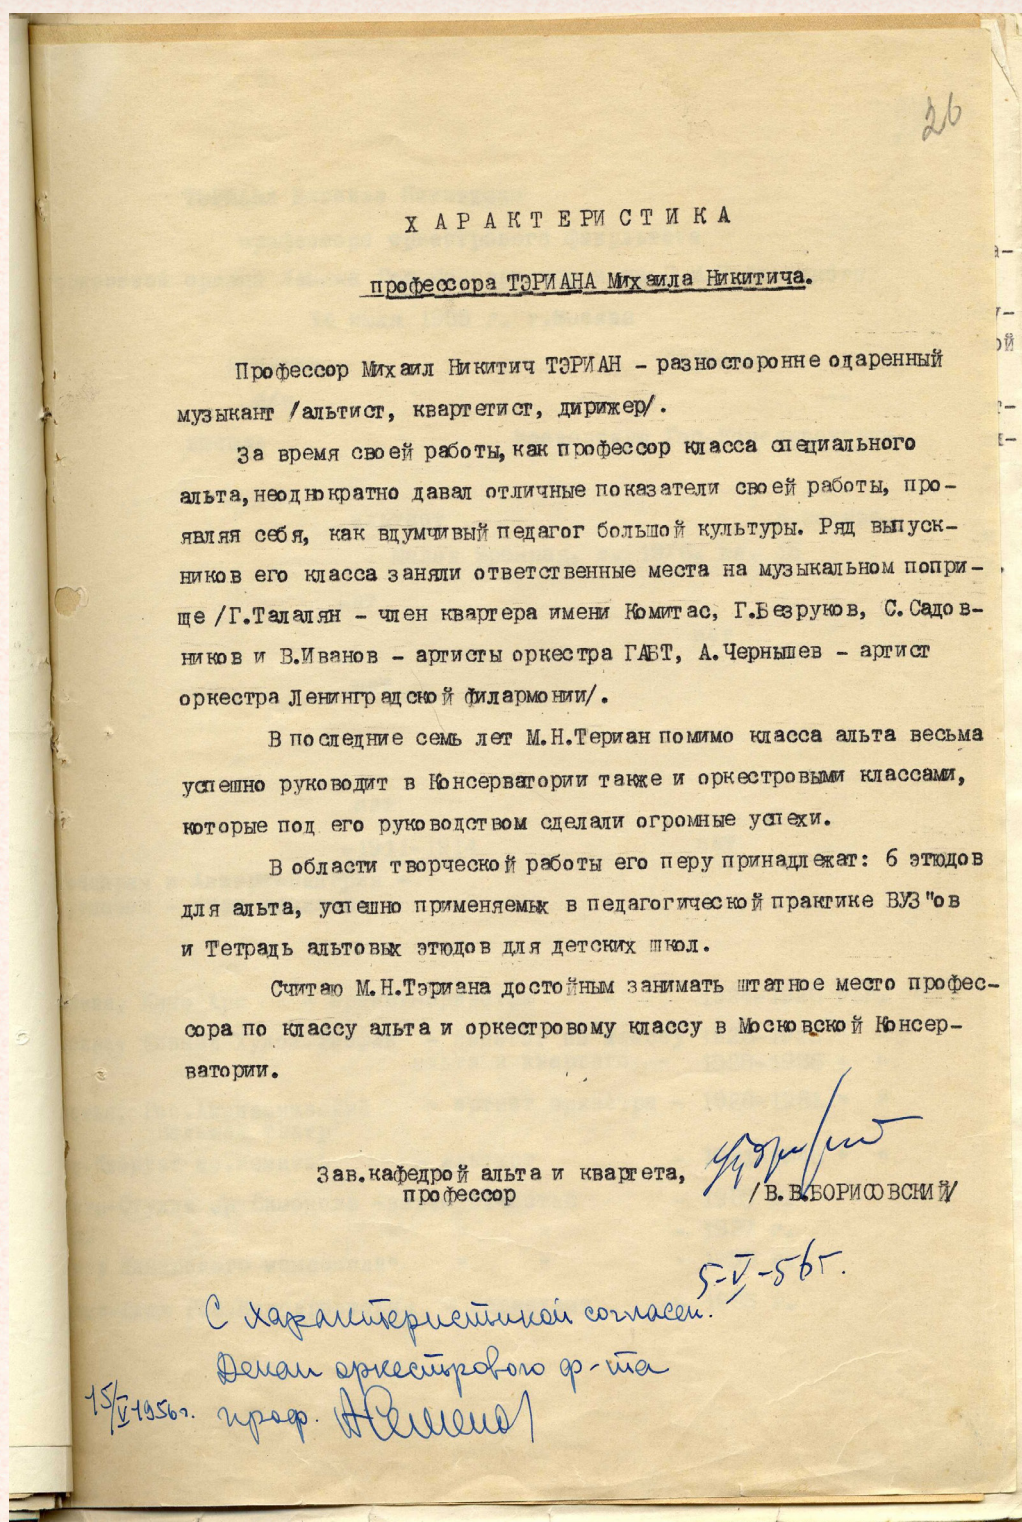 26
ХАРАКТЕРИСТИКА
профессора ТЭРИАНА Михаила Никитича.
Профессор Михаил Никитич ТЭРИАН - разносторонне одаренный
музыкант /альтист, квартетист, дирижер/.
За время своей работы, как профессор класса специального
альта, неоднократно давал отличные показатели своей работы, про-
являя себя, как вдумчивый педагог большой культуры. Ряд выпуск-
ников его класса заняли ответственные места на музыкальном попри-
ще /Г.Талалян - член квартера имени Комитас, Г.Безруков, С.Садов-
ников и В.Иванов - артисты оркестра ГАБТ, А.Чернышев - артист
оркестра Ленинградской филармонии/.
В последние семь лет М.Н.Териан помимо класса альта весьма
успешно руководит в Консерватории также и оркестровыми классами,
которые под его руководством сделали огромные успехи.
В области творческой работы его перу принадлежат: 6 этюдов
для альта, успешно применяемых в педагогической практике ВУЗ"ов
и Тетрадь альтовых этюдов для детских школ.
Считаю М.Н.Тэриана достойным занимать штатное место профес-
сора по классу альта и оркестровому классу в Московской Консер-
ватории.
Зав.кафедрой альта и квартета,
профессор /В.В.БОРИСОВСКИЙ/
5-V-56г.
С характеристикой согласен.
Декан оркестрового ф-та
15/V 1956г. проф.